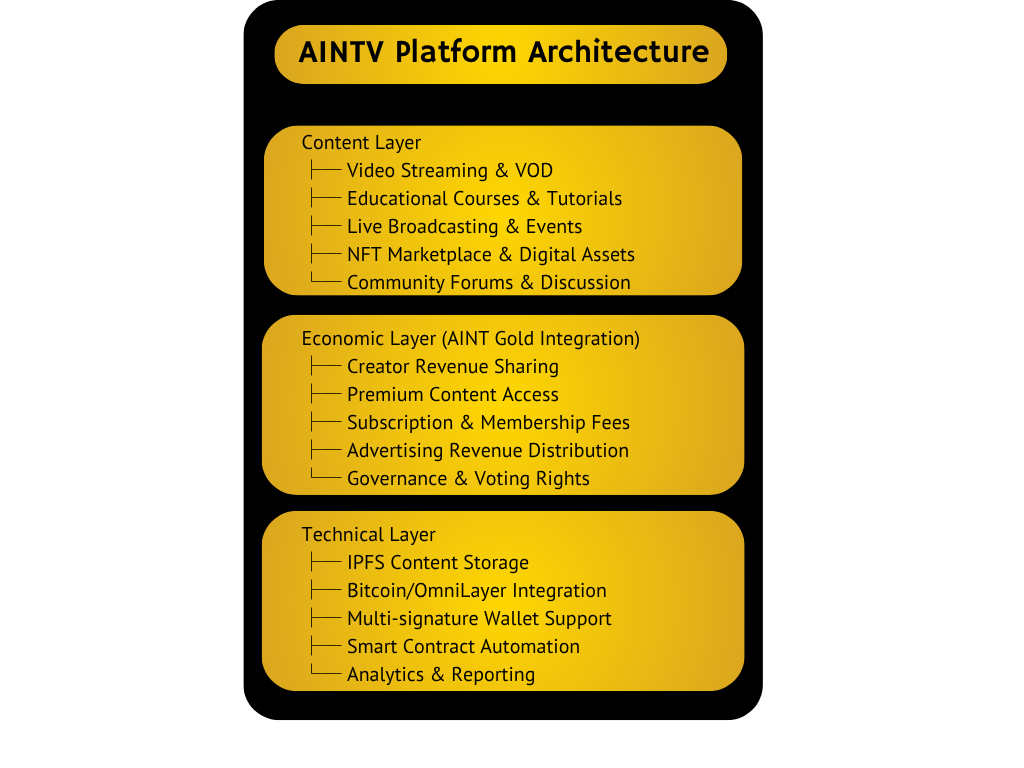 AINTV Platform Architecture
Content Layer
├── Video Streaming & VOD
├── Educational Courses & Tutorials
├── Live Broadcasting & Events
├── NFT Marketplace & Digital Assets
└── Community Forums & Discussion
Economic Layer (AINT Gold Integration)
├── Creator Revenue Sharing
├── Premium Content Access
├── Subscription & Membership Fees
├── Advertising Revenue Distribution
└── Governance & Voting Rights
Technical Layer
├── IPFS Content Storage
├── Bitcoin/OmniLayer Integration
├── Multi-signature Wallet Support
├── Smart Contract Automation
└── Analytics & Reporting